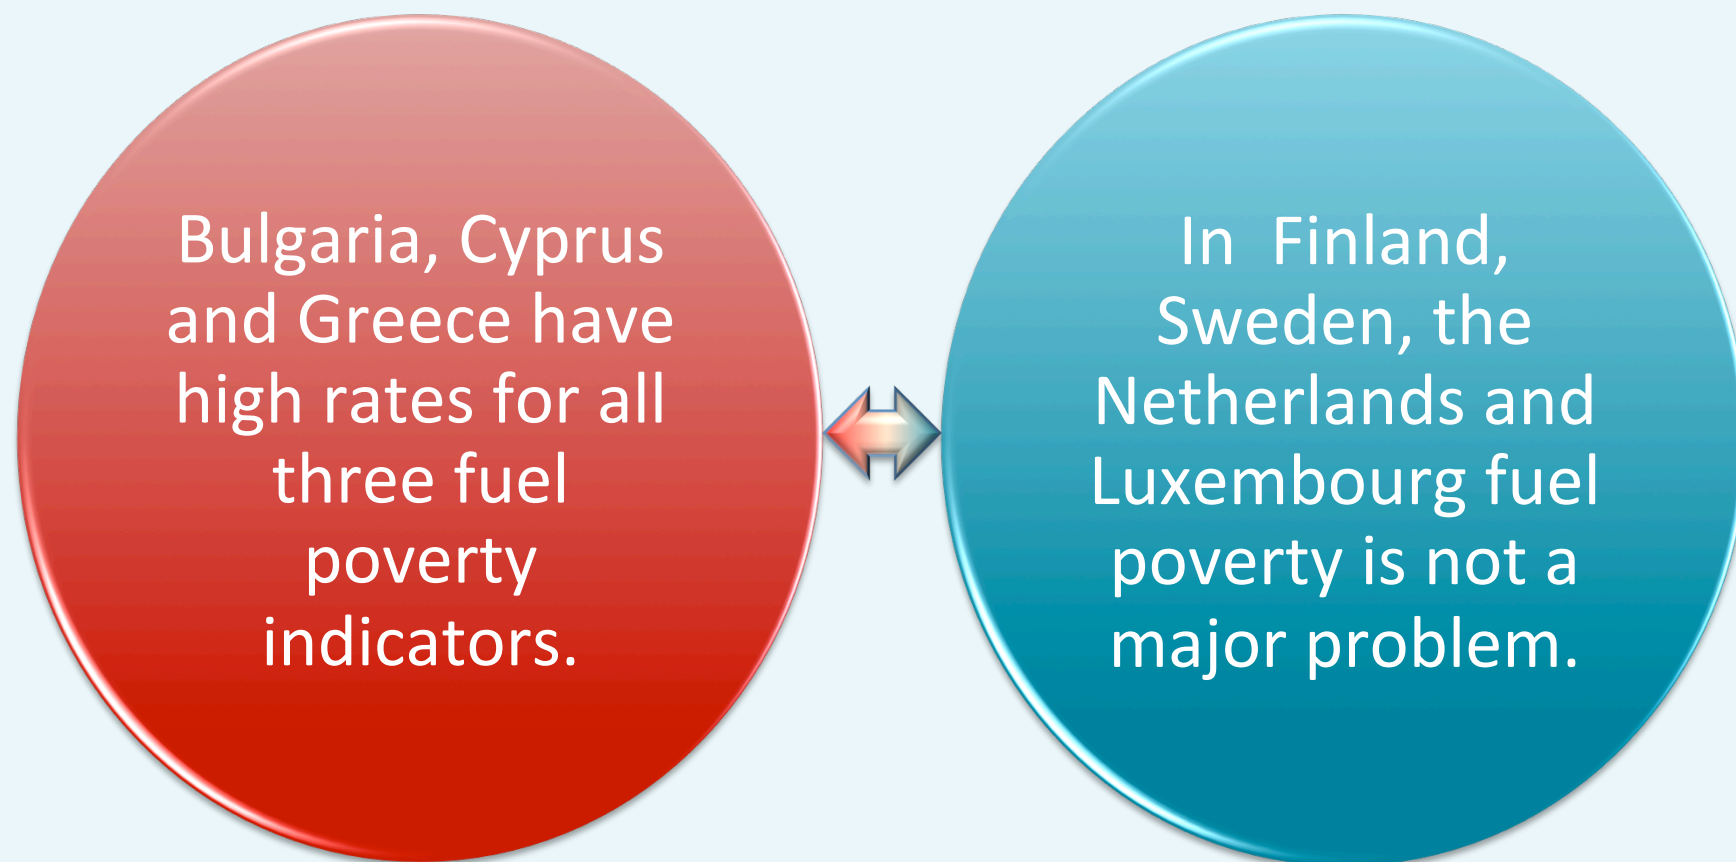 Bulgaria, Cyprus
and Greece have
high rates for all
three fuel
poverty
indicators.
In  Finland,
Sweden, the
Netherlands and
Luxembourg fuel
poverty is not a
major problem.